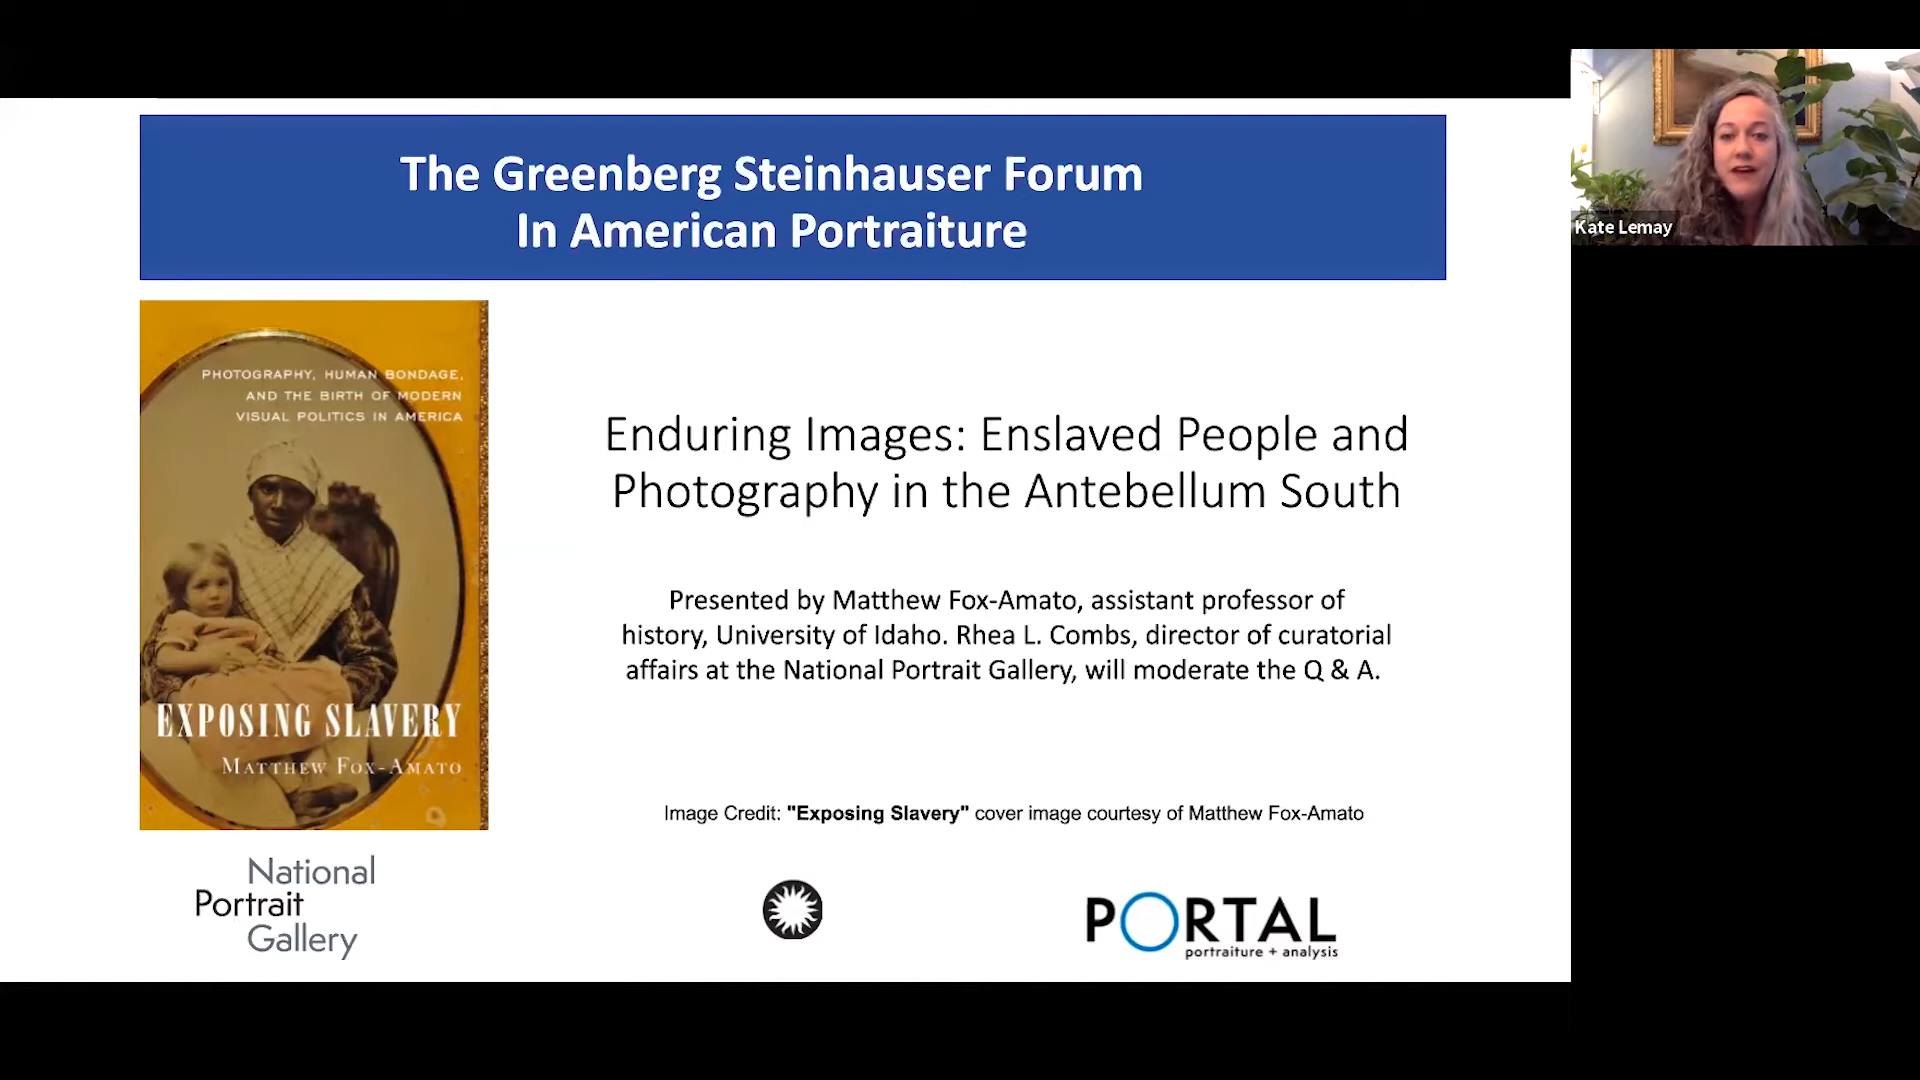 The Greenberg Steinhauser Forum
In American Portraiture
Kate Lemay
PHOTOGRAPHY, HUMAN BONDAGE,
AND THE BIRTH OF MODERN
VISUAL POLITICS IN AMERICA
EXPOSING SLAVERY
MATTHEW FOX-AMATO
Enduring Images: Enslaved People and
Photography in the Antebellum South
Presented by Matthew Fox-Amato, assistant professor of
history, University of Idaho. Rhea L. Combs, director of curatorial
affairs at the National Portrait Gallery, will moderate the Q & A.
Image Credit: "Exposing Slavery" cover image courtesy of Matthew Fox-Amato
National
Portrait
Gallery
PORTAL
portraiture + analysis